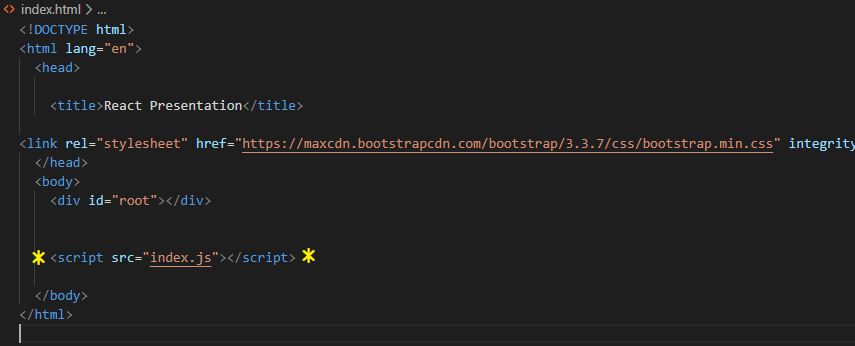 index.html > ...
<!DOCTYPE html>
<html lang="en">
<head>
<title>React Presentation</title>
<link rel="stylesheet" href="https://maxcdn.bootstrapcdn.com/bootstrap/3.3.7/css/bootstrap.min.css" integrity
</head>
<body>
<div id="root"></div>
<script src="index.js"></script>
</body>
</html>